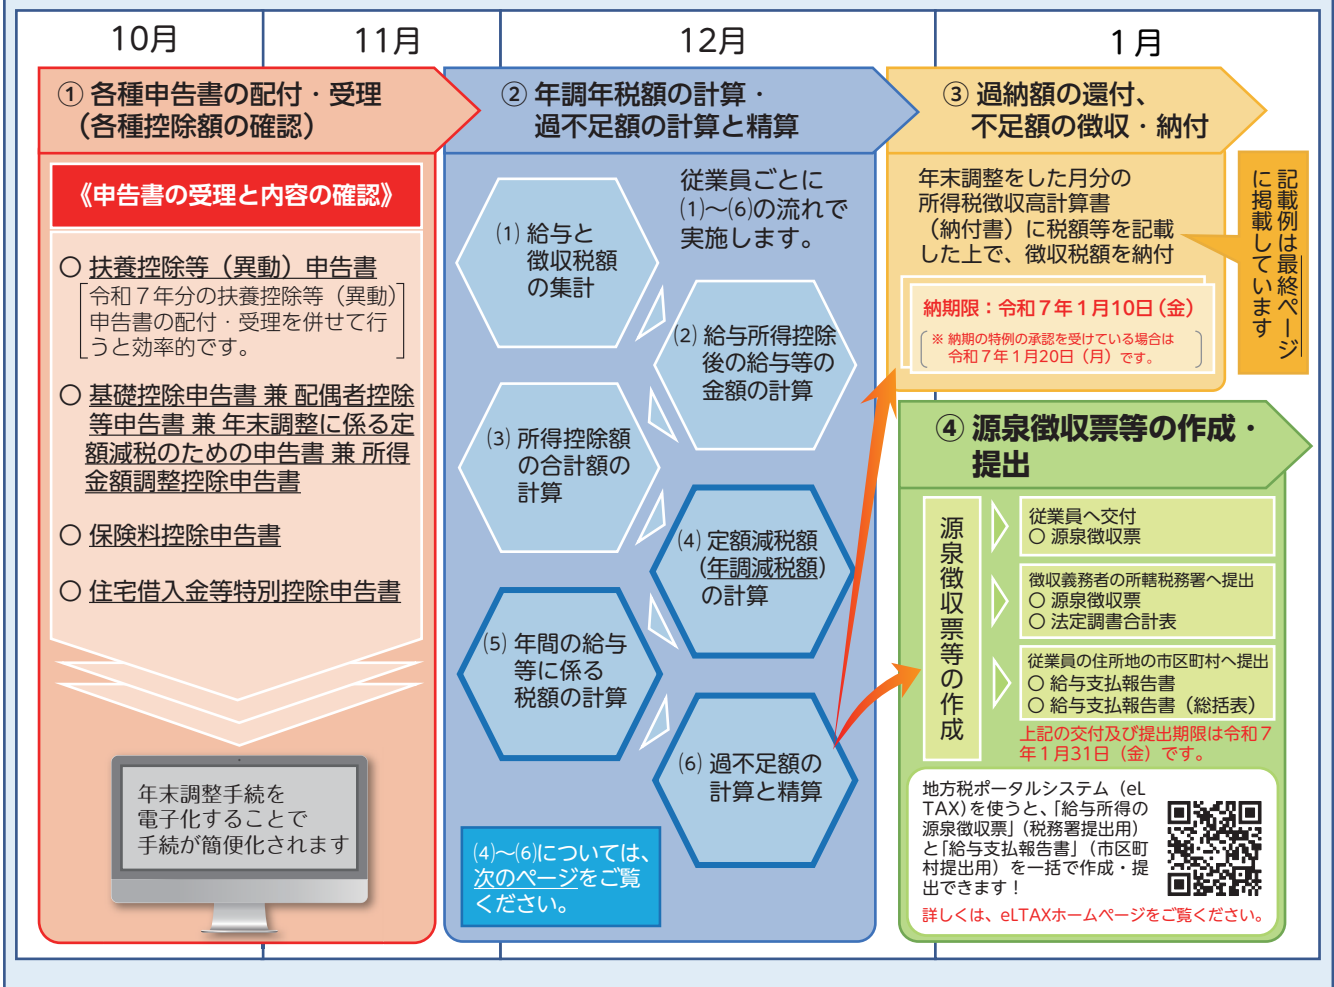 10月
11月
12月
1月
① 各種申告書の配付・受理
(各種控除額の確認)
《申告書の受理と内容の確認》
〇 扶養控除等（異動）申告書
令和７年分の扶養控除等（異動）
申告書の配付・受理を併せて行
うと効率的です。
〇 基礎控除申告書 兼 配偶者控除
等申告書 兼 年末調整に係る定
額減税のための申告書 兼 所得
金額調整控除申告書
〇 保険料控除申告書
〇 住宅借入金等特別控除申告書
年末調整手続を
電子化することで
手続が簡便化されます
② 年調年税額の計算・
過不足額の計算と精算
従業員ごとに
⑴～⑹の流れで
実施します。
⑴ 給与と
徴収税額
の集計
⑵ 給与所得控除
後の給与等の
金額の計算
⑶ 所得控除額
の合計額の
計算
⑷ 定額減税額
(年調減税額)
の計算
⑸ 年間の給与
等に係る
税額の計算
⑹ 過不足額の
計算と精算
⑷～⑹については、
次のページをご覧
ください。
③ 過納額の還付、
不足額の徴収・納付
年末調整をした月分の
所得税徴収高計算書
（納付書）に税額等を記載
した上で、徴収税額を納付
記載例は最終ページ
に掲載しています
納期限：令和７年１月10日（金）
※ 納期の特例の承認を受けている場合は
令和７年１月20日（月）です。
④ 源泉徴収票等の作成・
提出
源泉徴収票等の作成
従業員へ交付
〇 源泉徴収票
徴収義務者の所轄税務署へ提出
〇 源泉徴収票
〇 法定調書合計表
従業員の住所地の市区町村へ提出
〇 給与支払報告書
〇 給与支払報告書（総括表）
上記の交付及び提出期限は令和７
年１月31日（金）です。
地方税ポータルシステム（eL
TAX)を使うと、「給与所得の
源泉徴収票」（税務署提出用）
と「給与支払報告書」（市区町
村提出用）を一括で作成・提
出できます！
詳しくは、eLTAXホームページをご覧ください。